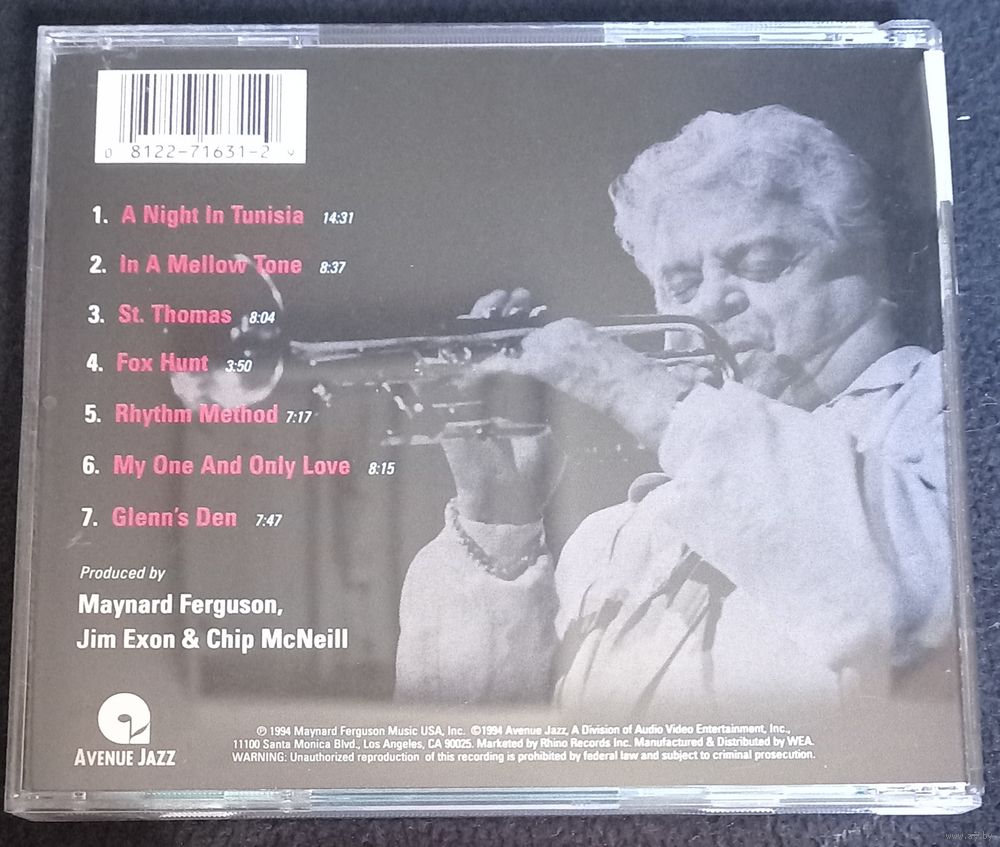 0 81227-71631-2 9
1. A Night In Tunisia 14:31
2. In A Mellow Tone 8:37
3. St. Thomas 8:04
4. Fox Hunt 3:50
5. Rhythm Method 7:17
6. My One And Only Love 8:15
7. Glenn's Den 7:47
Produced by
Maynard Ferguson,
Jim Exon & Chip McNeill
AVENUE JAZZ
℗ 1994 Maynard Ferguson Music USA, Inc. ©1994 Avenue Jazz, A Division of Audio Video Entertainment, Inc.,
11100 Santa Monica Blvd., Los Angeles, CA 90025. Marketed by Rhino Records Inc. Manufactured & Distributed by WEA.
WARNING: Unauthorized reproduction of this recording is prohibited by federal law and subject to criminal prosecution.